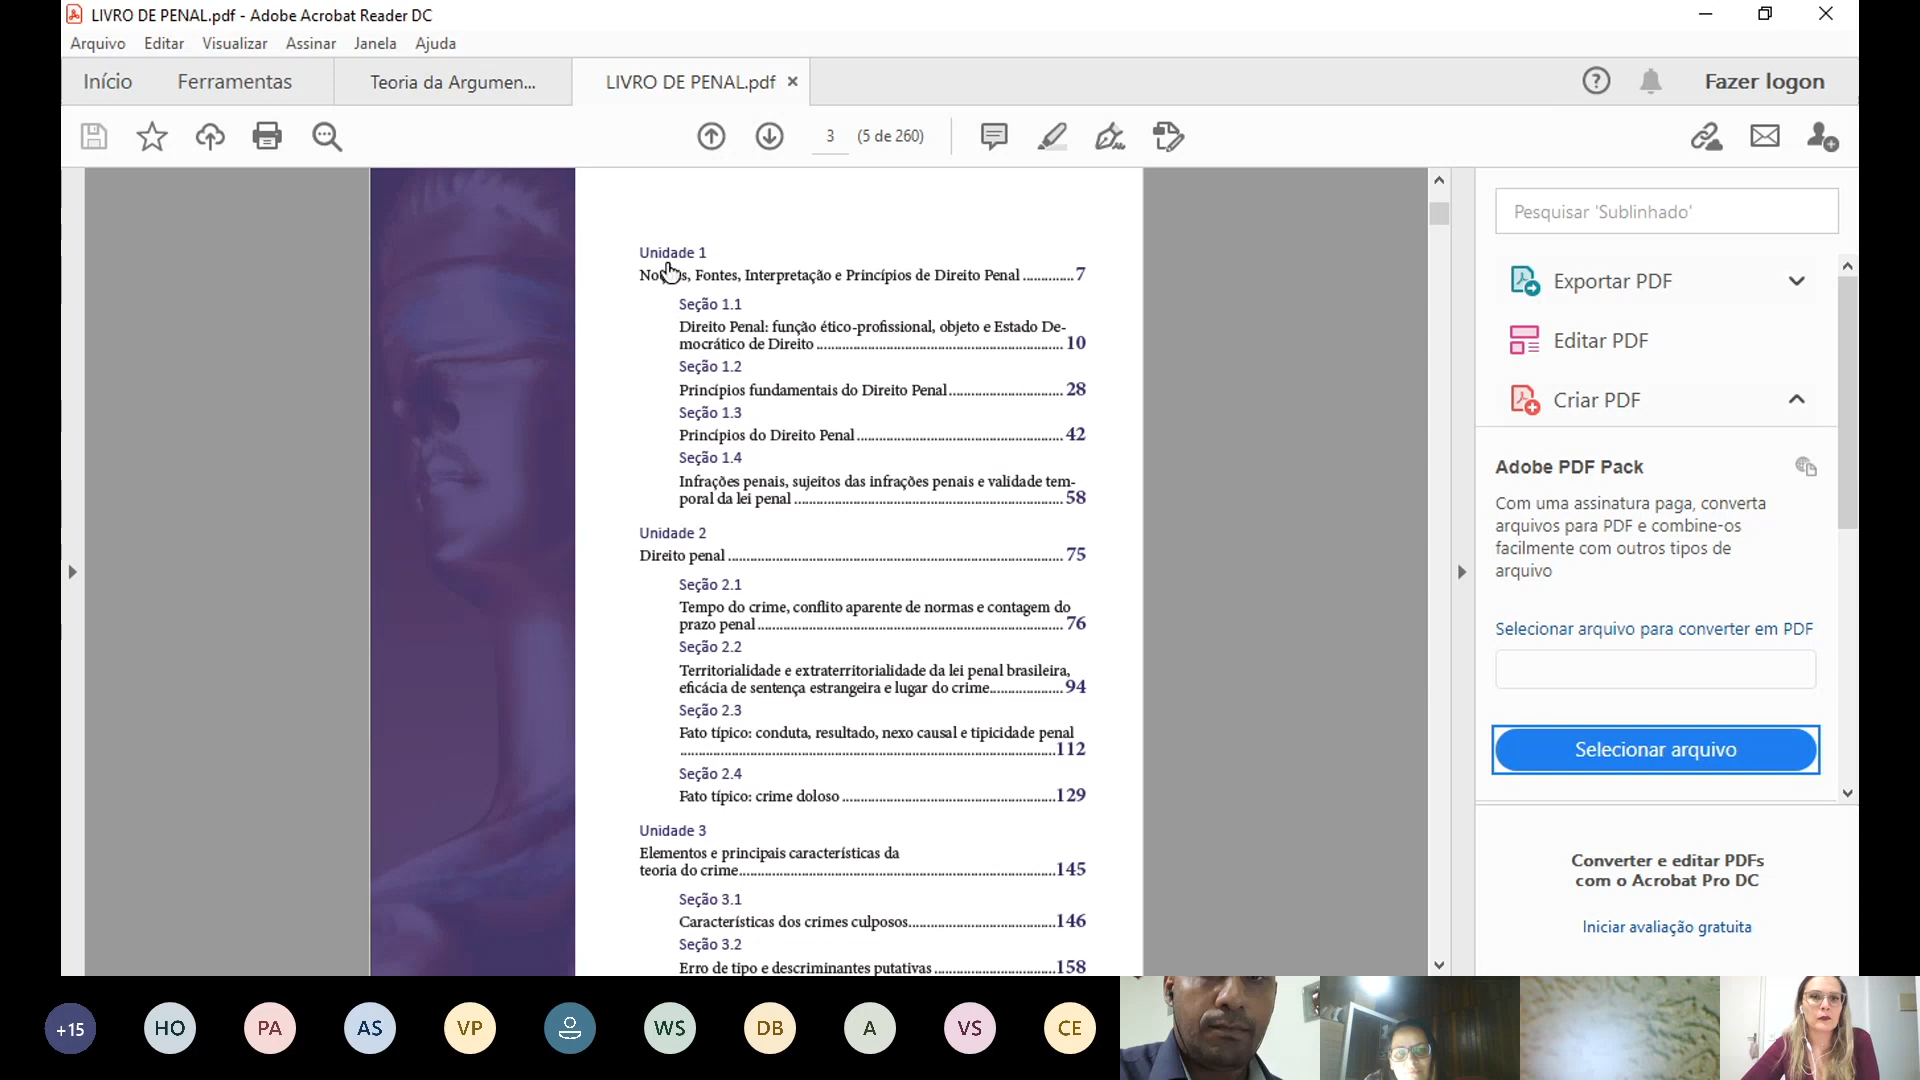 LIVRO DE PENAL.pdf - Adobe Acrobat Reader DC
Arquivo Editar Visualizar Assinar Janela Ajuda
Início Ferramentas Teoria da Argumen... LIVRO DE PENAL.pdf × Fazer logon
3 (5 de 260)
Unidade 1
Fontes, Interpretação e Princípios de Direito Penal .............7
Seção 1.1
Direito Penal: função ético-profissional, objeto e Estado De-
mocrático de Direito ............................................................... 10
Seção 1.2
Princípios fundamentais do Direito Penal............................. 28
Seção 1.3
Princípios do Direito Penal ..................................................... 42
Seção 1.4
Infrações penais, sujeitos das infrações penais e validade tem-
poral da lei penal ..................................................................... 58
Unidade 2
Direito penal ...................................................................................... 75
Seção 2.1
Tempo do crime, conflito aparente de normas e contagem do
prazo penal .............................................................................. 76
Seção 2.2
Territorialidade e extraterritorialidade da lei penal brasileira,
eficácia de sentença estrangeira e lugar do crime................... 94
Seção 2.3
Fato típico: conduta, resultado, nexo causal e tipicidade penal
................................................................................................112
Seção 2.4
Fato típico: crime doloso .......................................................129
Unidade 3
Elementos e principais características da
teoria do crime.................................................................................145
Seção 3.1
Características dos crimes culposos......................................146
Seção 3.2
Erro de tipo e descriminantes putativas ...............................158
Pesquisar 'Sublinhado'
Exportar PDF
Editar PDF
Criar PDF
Adobe PDF Pack
Com uma assinatura paga, converta
arquivos para PDF e combine-os
facilmente com outros tipos de
arquivo
Selecionar arquivo para converter em PDF
Selecionar arquivo
Converter e editar PDFs
com o Acrobat Pro DC
Iniciar avaliação gratuita
+15 HO PA AS VP WS DB A VS CE